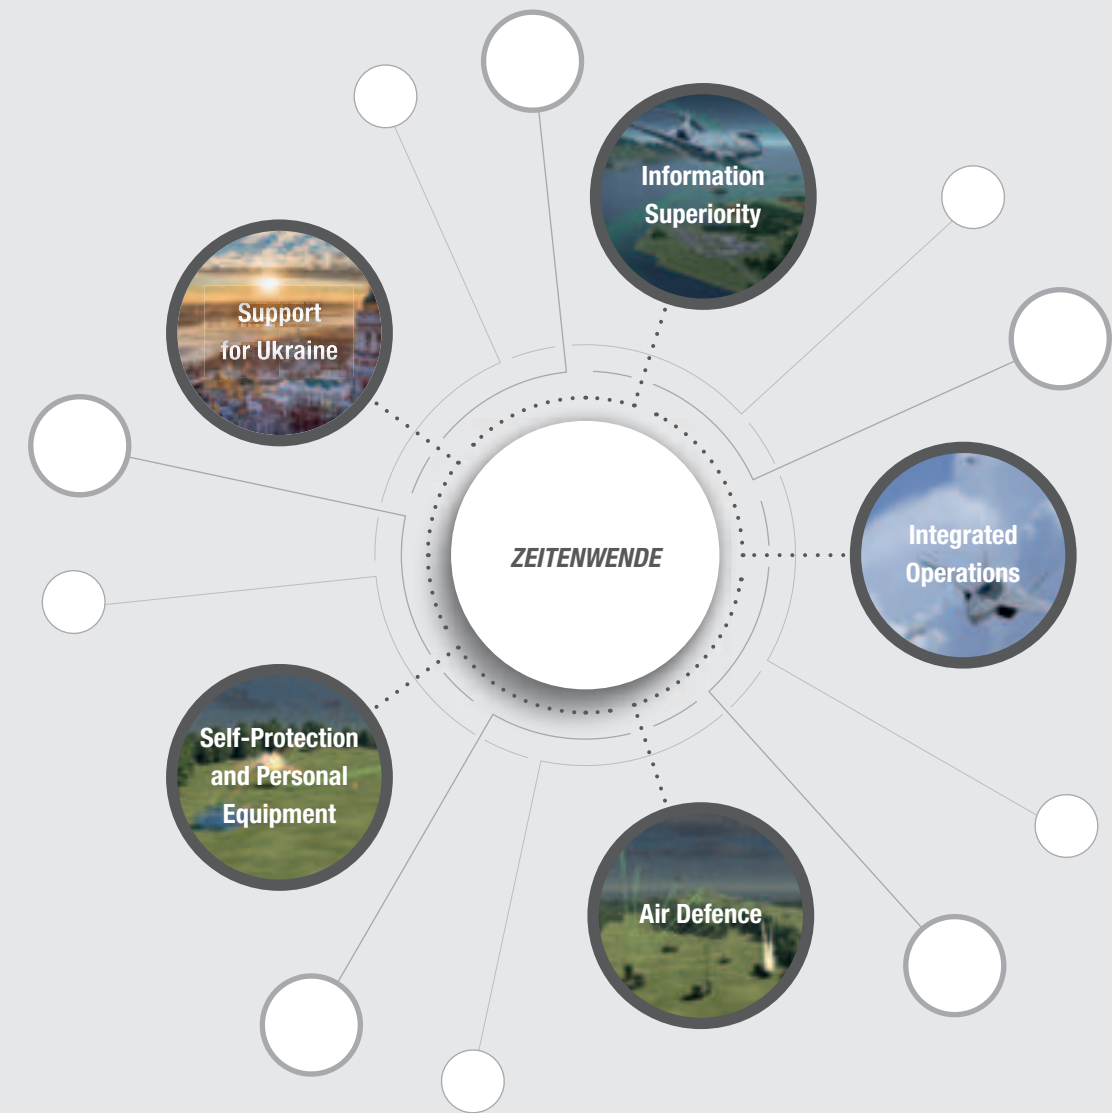 Information
Superiority
Support
for Ukraine
ZEITENWENDE
Integrated
Operations
Self-Protection
and Personal
Equipment
Air Defence